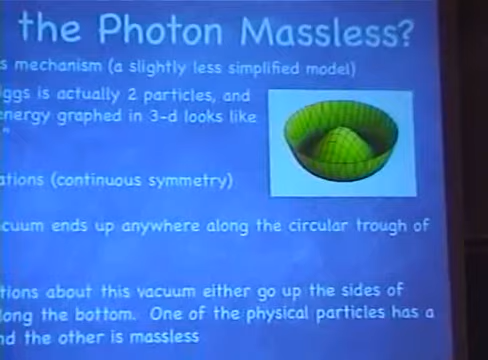 the Photon Massless?
s mechanism (a slightly less simplified model)
iggs is actually 2 particles, and
energy graphed in 3-d looks like
"
ations (continuous symmetry)
cuum ends up anywhere along the circular trough of
tions about this vacuum either go up the sides of
long the bottom. One of the physical particles has a
nd the other is massless